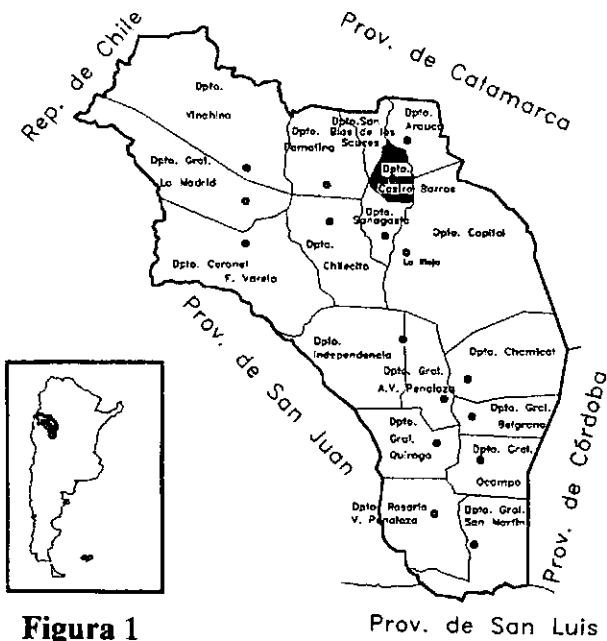 Rep. de Chile
Prov. de Catamarca
Dpto.
Vinchina
Dpto.
Famatina
Dpto.San
Blas de los
Sauces
Dpto.
Arauco
Dpto. Gral.
La Madrid
Dpto.
Castro Barros
Dpto.
Sanagasta
Dpto. Capital
La Rioja
Dpto.
Chilecito
Dpto. Coronel
F. Varela
Prov. de San Juan
Dpto.
Independencia
Dpto. Gral.
A.V. Penaloza
Dpto. Chamical
Dpto. Gral.
Belgrano
Dpto.
Gral.
Quiroga
Dpto. Gral.
Ocampo
Dpto Rosario
V. Penaloza
Dpto. Gral.
San Martin
Prov. de Córdoba
Figura 1
Prov. de San Luis